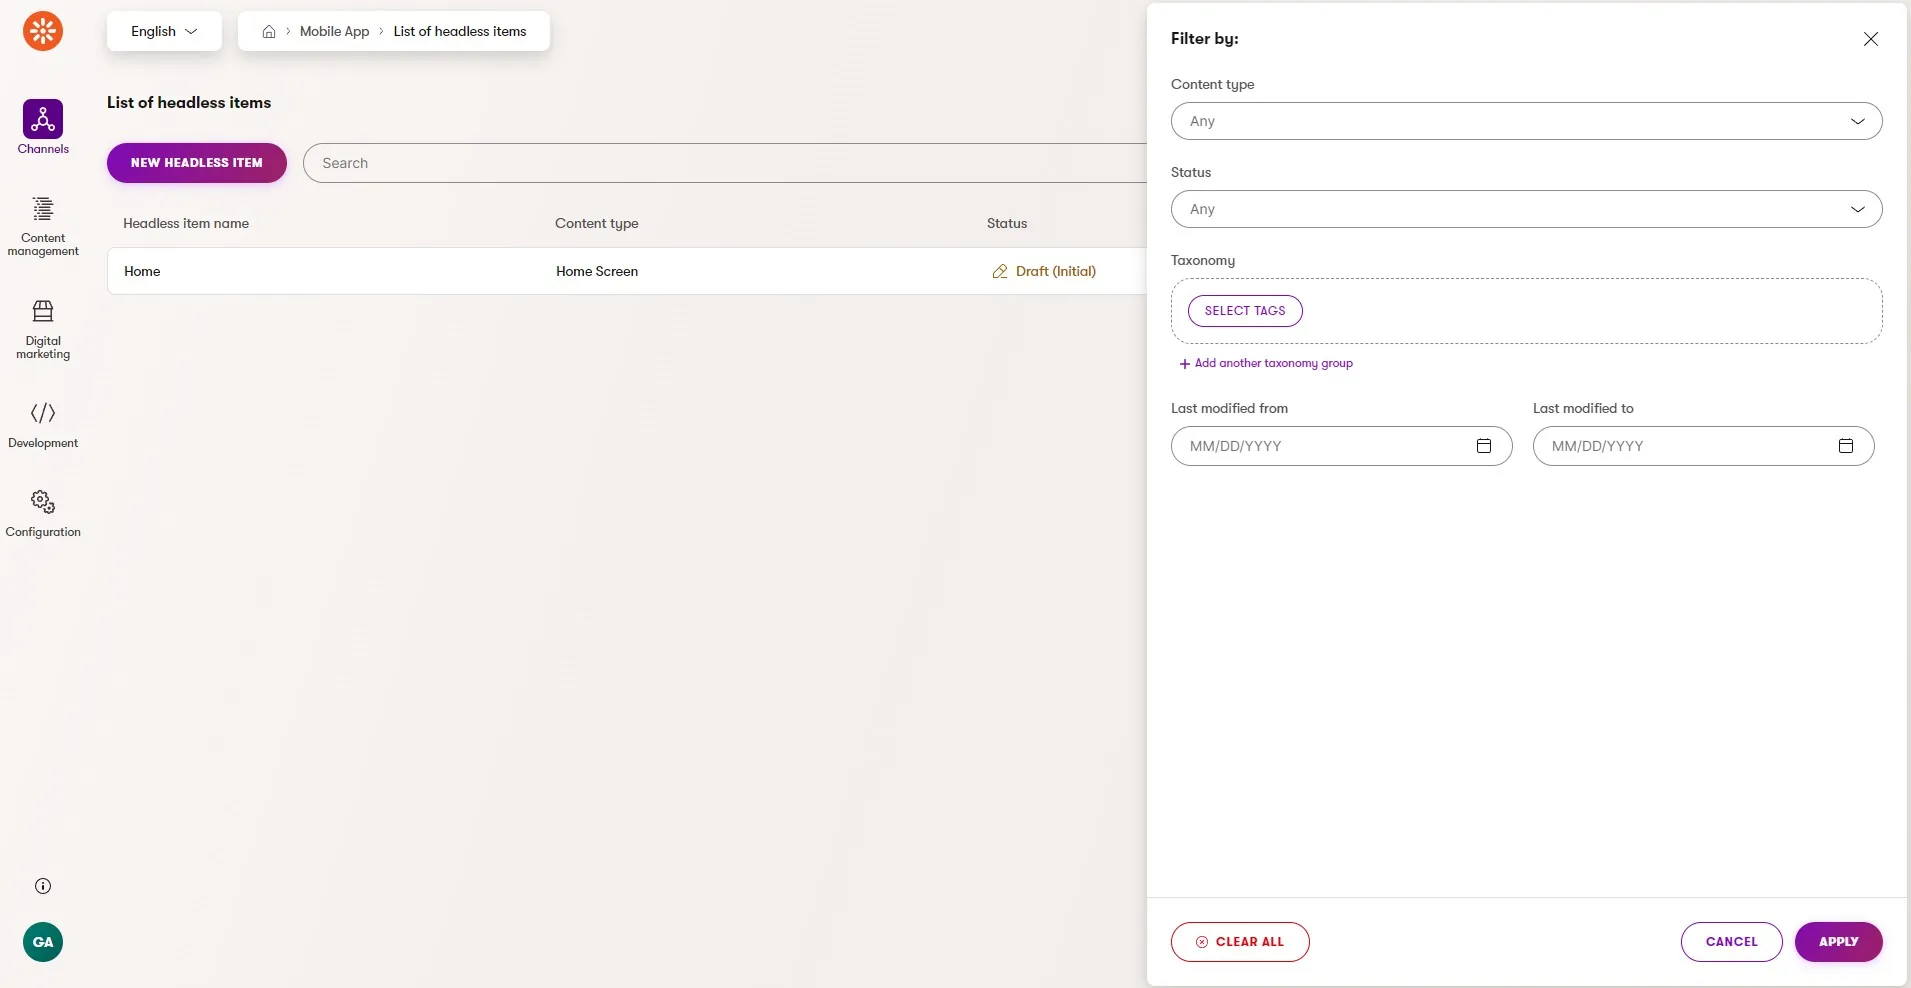 English
Mobile App
List of headless items
Channels
Content
management
Digital
marketing
Development
Configuration
GA
List of headless items
NEW HEADLESS ITEM
Search
Headless item name
Content type
Status
Home
Home Screen
Draft (Initial)
Filter by:
Content type
Any
Status
Any
Taxonomy
SELECT TAGS
+ Add another taxonomy group
Last modified from
Last modified to
MM/DD/YYYY
MM/DD/YYYY
CLEAR ALL
CANCEL
APPLY